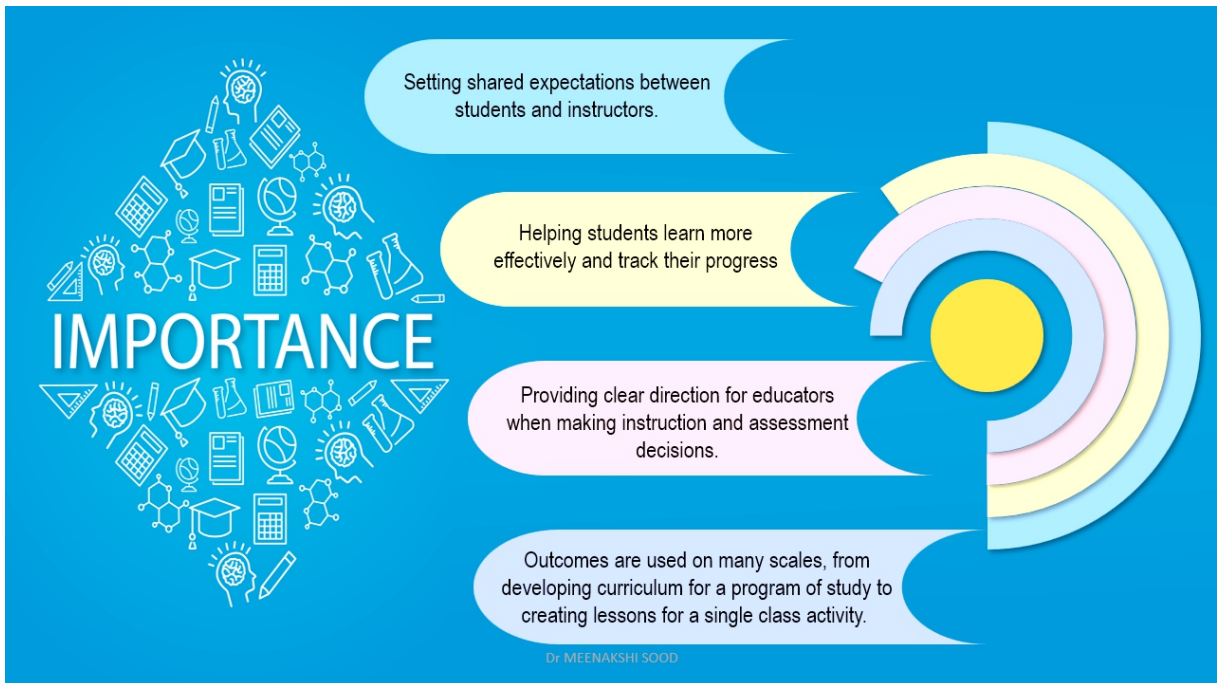 IMPORTANCE
Setting shared expectations between
students and instructors.
Helping students learn more
effectively and track their progress
Providing clear direction for educators
when making instruction and assessment
decisions.
Outcomes are used on many scales, from
developing curriculum for a program of study to
creating lessons for a single class activity.
Dr MEENAKSHI SOOD